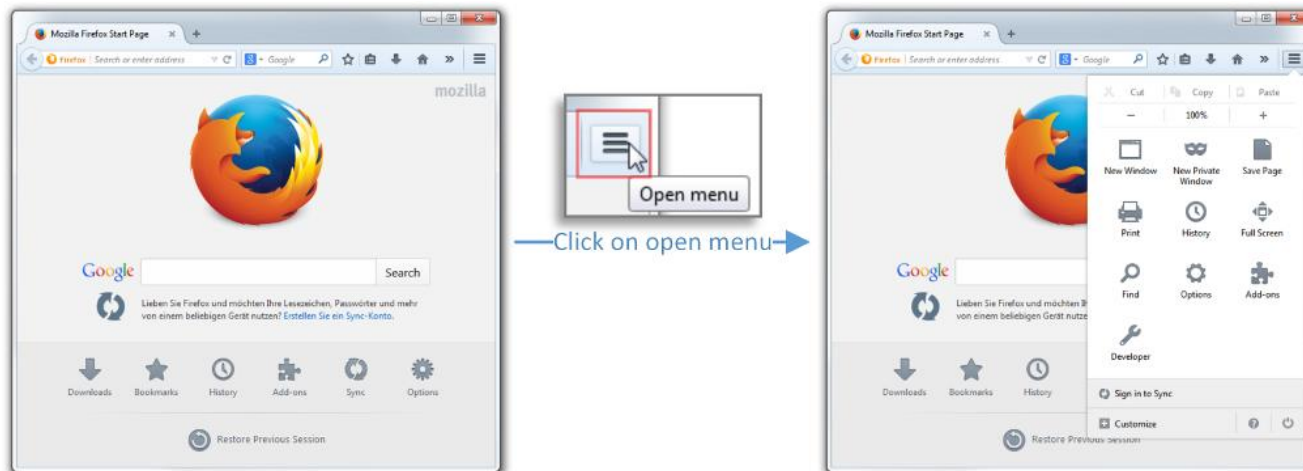 Mozilla Firefox Start Page
Firefox Search or enter address
Google
mozilla
Google
Search
Lieben Sie Firefox und möchten Ihre Lesezeichen, Passwörter und mehr
von einem beliebigen Gerät nutzen? Erstellen Sie ein Sync-Konto.
Downloads Bookmarks History Add-ons Sync Options
Restore Previous Session
Open menu
Click on open menu
Mozilla Firefox Start Page
Firefox Search or enter address
Google
Cut Copy Paste
− 100% +
New Window New Private Window Save Page
Print History Full Screen
Find Options Add-ons
Developer
Sign in to Sync
Customize
Google
Lieben Sie Firefox und möchten
von einem beliebigen Gerät nutze
Downloads Bookmarks History
Restore Previous Session